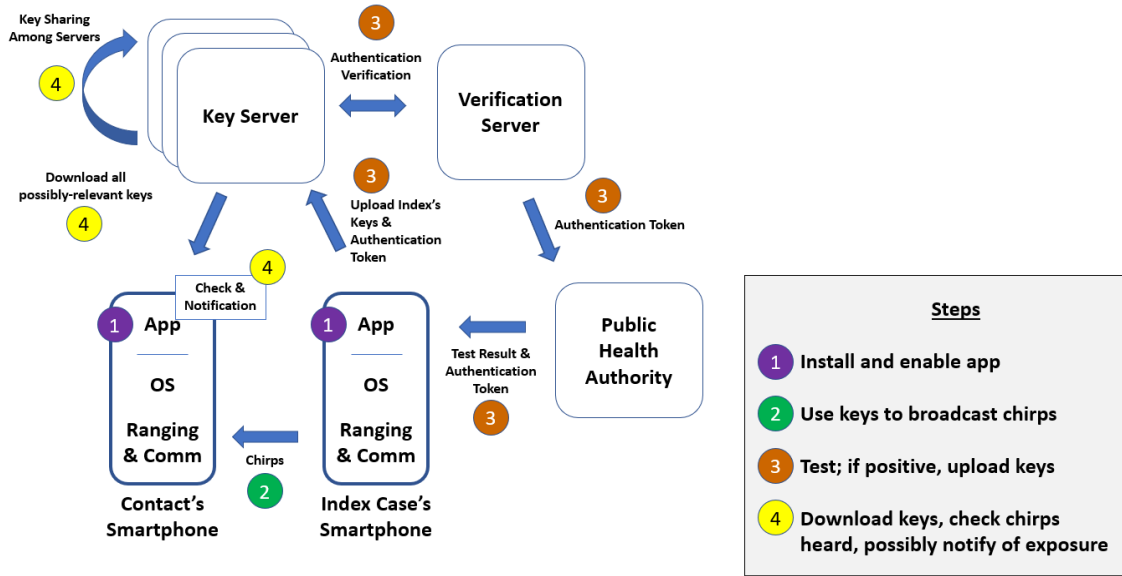 Key Sharing
Among Servers
4
3
Authentication
Verification
Key Server
Verification
Server
Download all
possibly-relevant keys
4
3
Upload Index's
Keys &
Authentication
Token
3
Authentication Token
4
Check &
Notification
1
App
OS
Ranging
& Comm
Contact's
Smartphone
Chirps
2
1
App
OS
Ranging
& Comm
Index Case's
Smartphone
Test Result &
Authentication
Token
3
Public
Health
Authority
Steps
1 Install and enable app
2 Use keys to broadcast chirps
3 Test; if positive, upload keys
4 Download keys, check chirps
heard, possibly notify of exposure